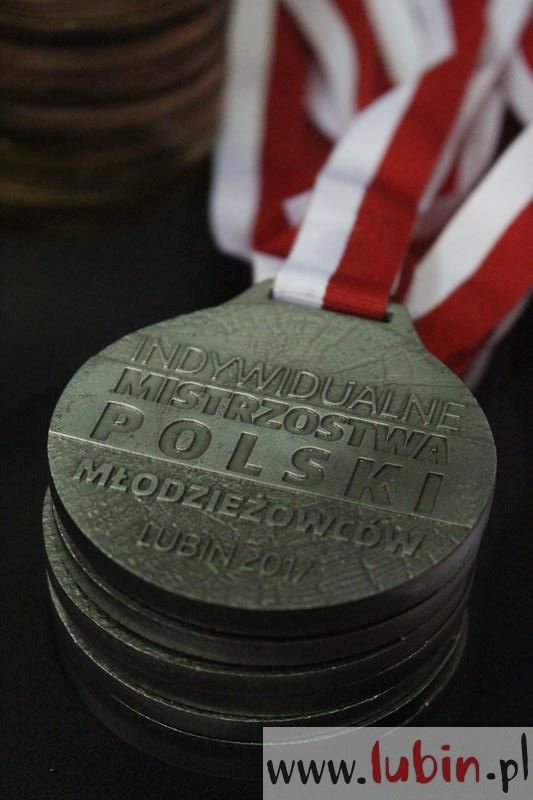 INDYWIDUALNE
MISTRZOSTWA
POLSKI
MŁODZIEŻOWCÓW
LUBIN 2017
www.lubin.pl